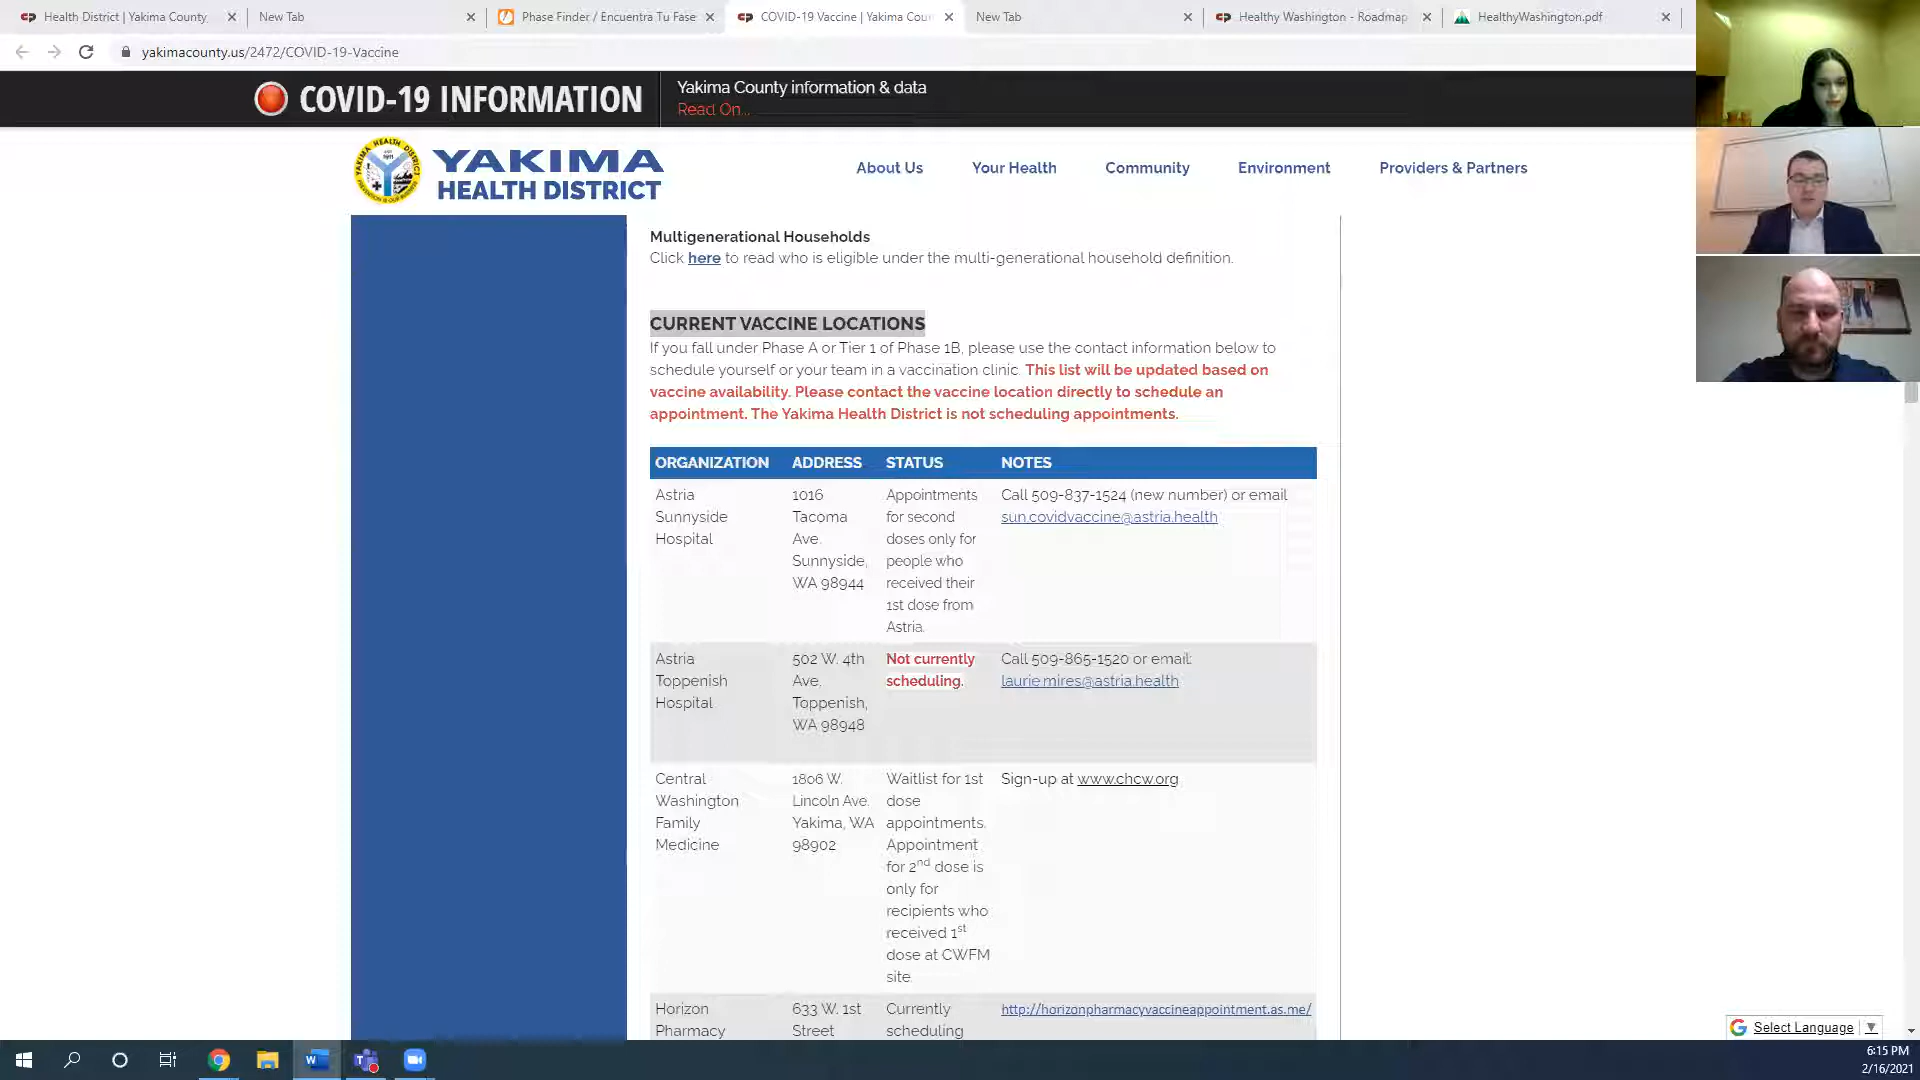 Health District | Yakima County
New Tab
Phase Finder / Encuentra Tu Fase
COVID-19 Vaccine | Yakima Cou
New Tab
Healthy Washington - Roadmap
HealthyWashington.pdf
yakimacounty.us/2472/COVID-19-Vaccine
COVID-19 INFORMATION
Yakima County information & data
Read On...
YAKIMA
HEALTH DISTRICT
About Us
Your Health
Community
Environment
Providers & Partners
Multigenerational Households
Click here to read who is eligible under the multi-generational household definition.
CURRENT VACCINE LOCATIONS
If you fall under Phase A or Tier 1 of Phase 1B, please use the contact information below to
schedule yourself or your team in a vaccination clinic. This list will be updated based on
vaccine availability. Please contact the vaccine location directly to schedule an
appointment. The Yakima Health District is not scheduling appointments.
ORGANIZATION ADDRESS STATUS NOTES
Astria
Sunnyside
Hospital
1016
Tacoma
Ave.
Sunnyside,
WA 98944
Appointments
for second
doses only for
people who
received their
1st dose from
Astria.
Call 509-837-1524 (new number) or email
sun.covidvaccine@astria.health
Astria
Toppenish
Hospital
502 W. 4th
Ave.
Toppenish,
WA 98948
Not currently
scheduling.
Call 509-865-1520 or email:
laurie.mires@astria.health
Central
Washington
Family
Medicine
1806 W.
Lincoln Ave.
Yakima, WA
98902
Waitlist for 1st
dose
appointments.
Appointment
for 2nd dose is
only for
recipients who
received 1st
dose at CWFM
site.
Sign-up at www.chcw.org
Horizon
Pharmacy
633 W. 1st
Street
Currently
scheduling
http://horizonpharmacyvaccineappointment.as.me/
Select Language
6:15 PM
2/16/2021